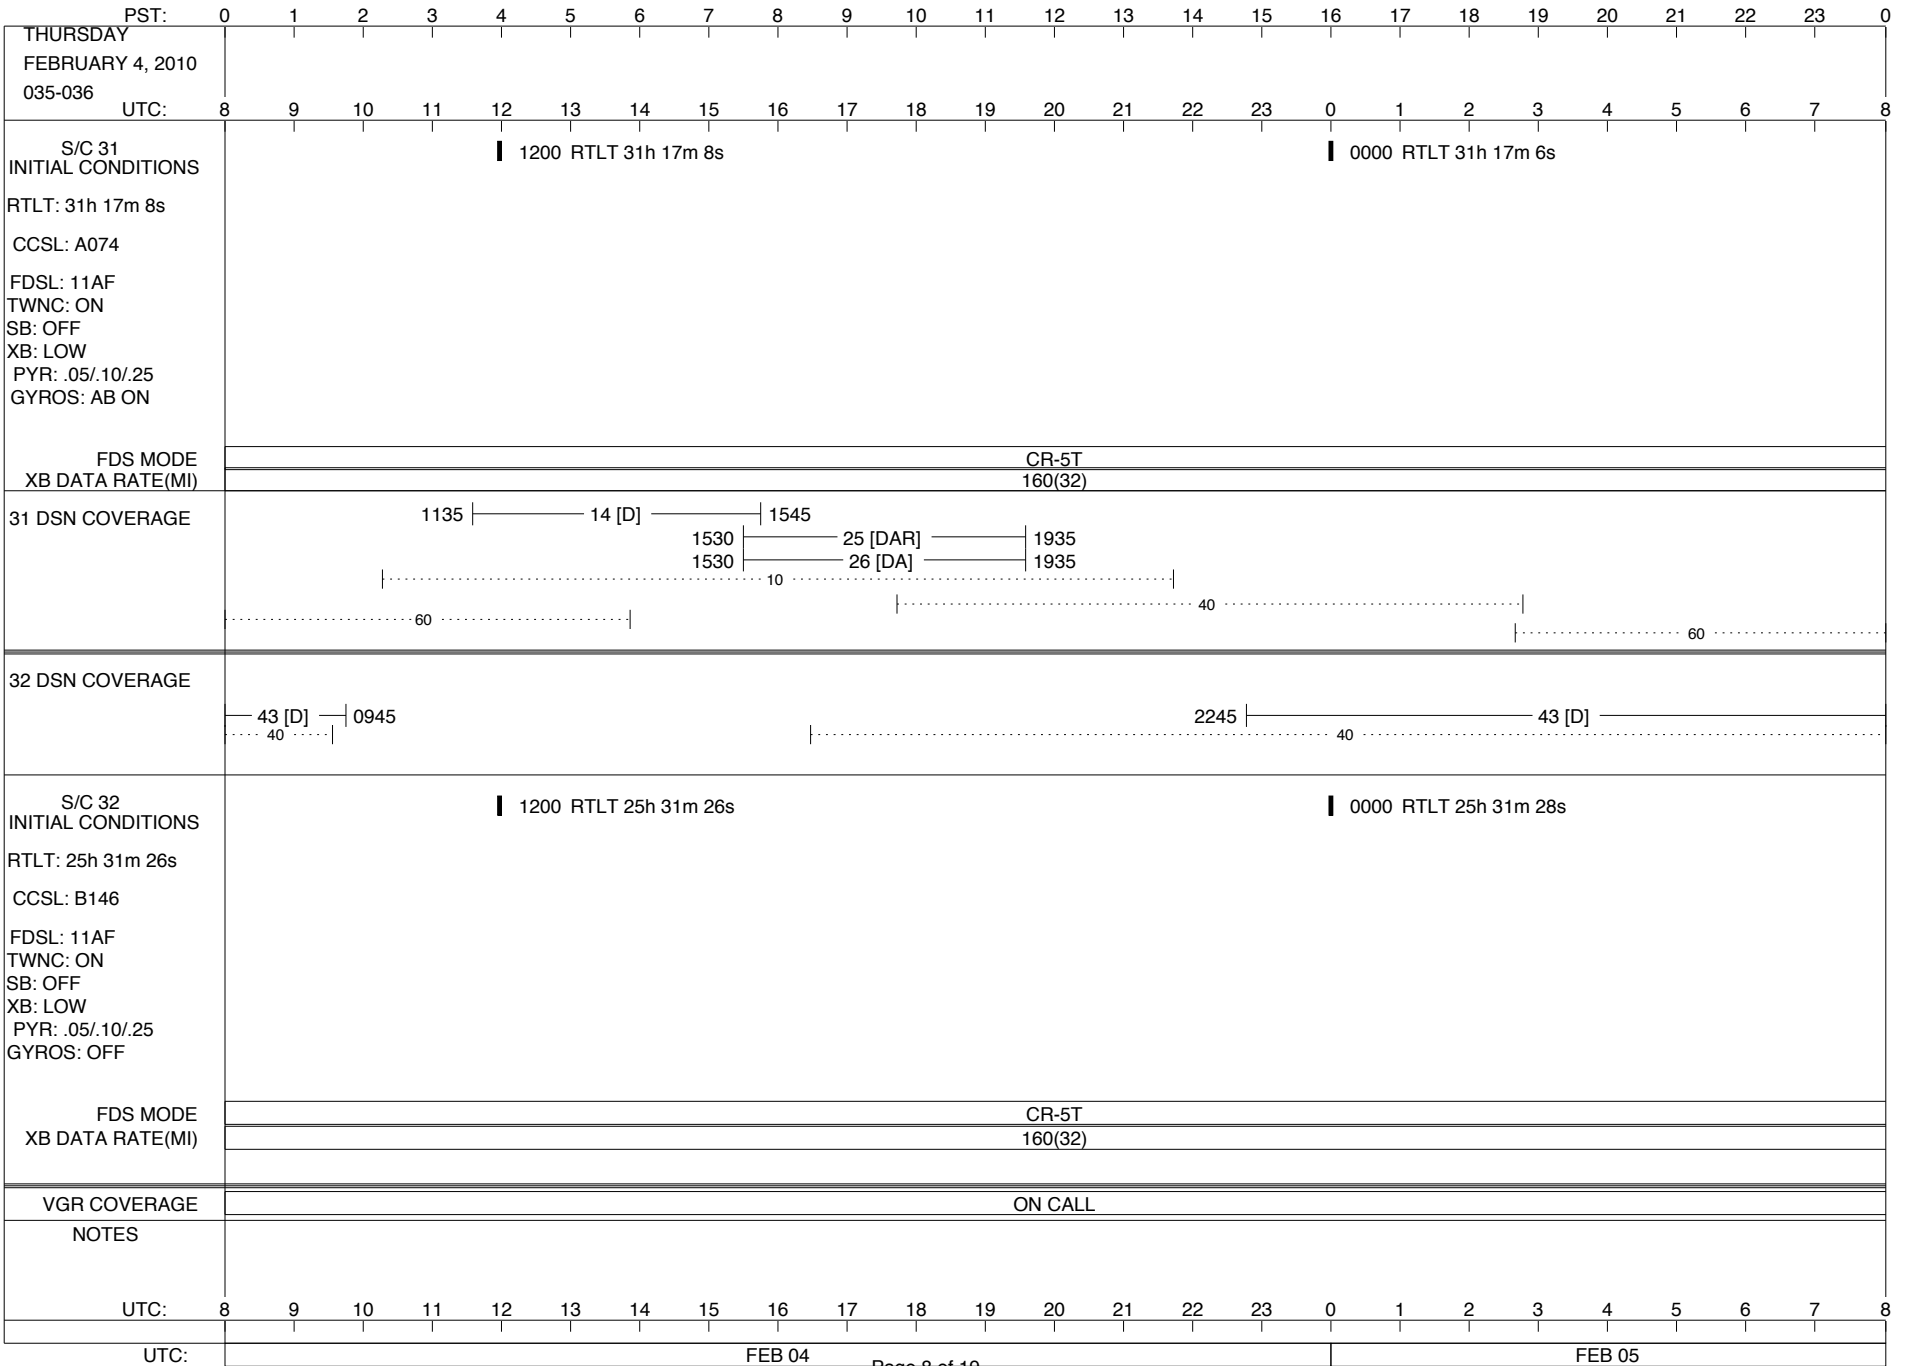 PST: 0 1 2 3 4 5 6 7 8 9 10 11 12 13 14 15 16 17 18 19 20 21 22 23 0
THURSDAY
FEBRUARY 4, 2010
035-036
UTC: 8 9 10 11 12 13 14 15 16 17 18 19 20 21 22 23 0 1 2 3 4 5 6 7 8
S/C 31
INITIAL CONDITIONS
1200 RTLT 31h 17m 8s
0000 RTLT 31h 17m 6s
RTLT: 31h 17m 8s
CCSL: A074
FDSL: 11AF
TWNC: ON
SB: OFF
XB: LOW
PYR: .05/.10/.25
GYROS: AB ON
FDS MODE CR-5T
XB DATA RATE(MI) 160(32)
31 DSN COVERAGE
1135 14 [D] 1545
1530 25 [DAR] 1935
1530 26 [DA] 1935
10
40
60
60
32 DSN COVERAGE
43 [D] 0945
2245 43 [D]
40
40
S/C 32
INITIAL CONDITIONS
1200 RTLT 25h 31m 26s
0000 RTLT 25h 31m 28s
RTLT: 25h 31m 26s
CCSL: B146
FDSL: 11AF
TWNC: ON
SB: OFF
XB: LOW
PYR: .05/.10/.25
GYROS: OFF
FDS MODE CR-5T
XB DATA RATE(MI) 160(32)
VGR COVERAGE ON CALL
NOTES
UTC: 8 9 10 11 12 13 14 15 16 17 18 19 20 21 22 23 0 1 2 3 4 5 6 7 8
UTC: FEB 04 FEB 05